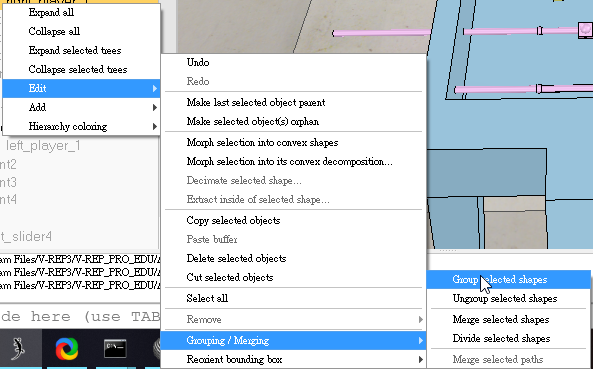 Expand all
Collapse all
Expand selected trees
Collapse selected trees
Edit
Add
Hierarchy coloring
left_player_1
nt2
nt3
nt4
t_slider4
am Files/V-REP3/V-REP_PRO_EDU/
am Files/V-REP3/V-REP_PRO_EDU/
am Files/V-REP3/V-REP_PRO_EDU/
de here (use TAB
Undo
Redo
Make last selected object parent
Make selected object(s) orphan
Morph selection into convex shapes
Morph selection into its convex decomposition...
Decimate selected shape...
Extract inside of selected shape...
Copy selected objects
Paste buffer
Delete selected objects
Cut selected objects
Select all
Remove
Grouping / Merging
Reorient bounding box
Group selected shapes
Ungroup selected shapes
Merge selected shapes
Divide selected shapes
Merge selected paths